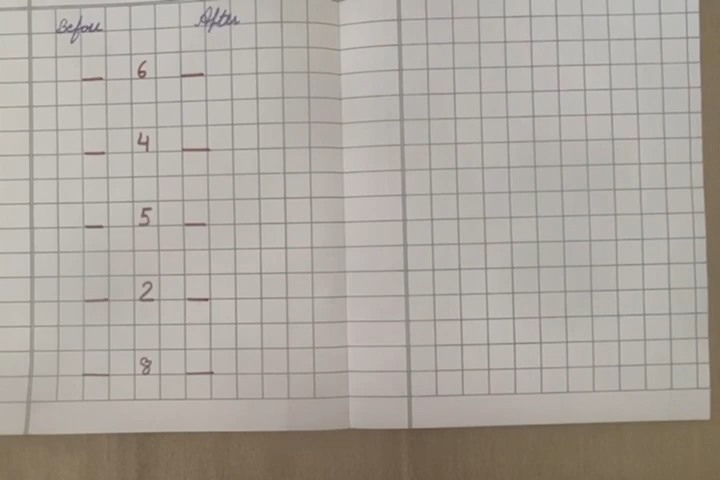 Before After
_ 6 _
_ 4 _
_ 5 _
_ 2 _
_ 8 _